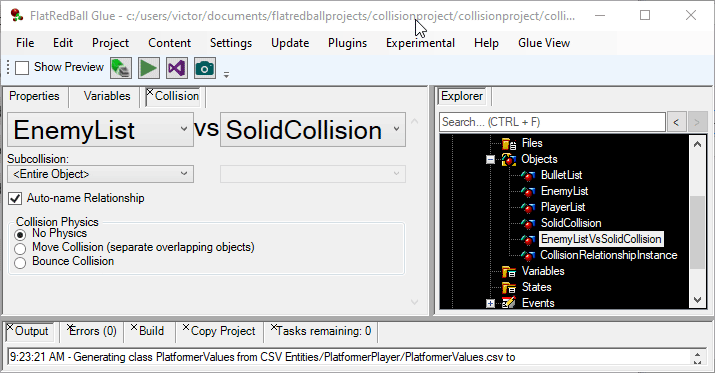 FlatRedBall Glue - c:/users/victor/documents/flatredballprojects/collisionproject/collisionproject/colli...
File Project Content Settings Update Plugins Experimental Help Glue View
Show Preview
Properties Variables Collision
EnemyList vs SolidCollision
Subcollision:
<Entire Object>
Auto-name Relationship
Collision Physics
No Physics
Move Collision (separate overlapping objects)
Bounce Collision
Explorer
Search... (CTRL + F) < >
Files
Objects
BulletList
EnemyList
PlayerList
SolidCollision
EnemyListVsSolidCollision
CollisionRelationshipInstance
Variables
States
Events
Output Errors (0) Build Copy Project Tasks remaining: 0
9:23:21 AM - Generating class PlatformerValues from CSV Entities/PlatformerPlayer/PlatformerValues.csv to